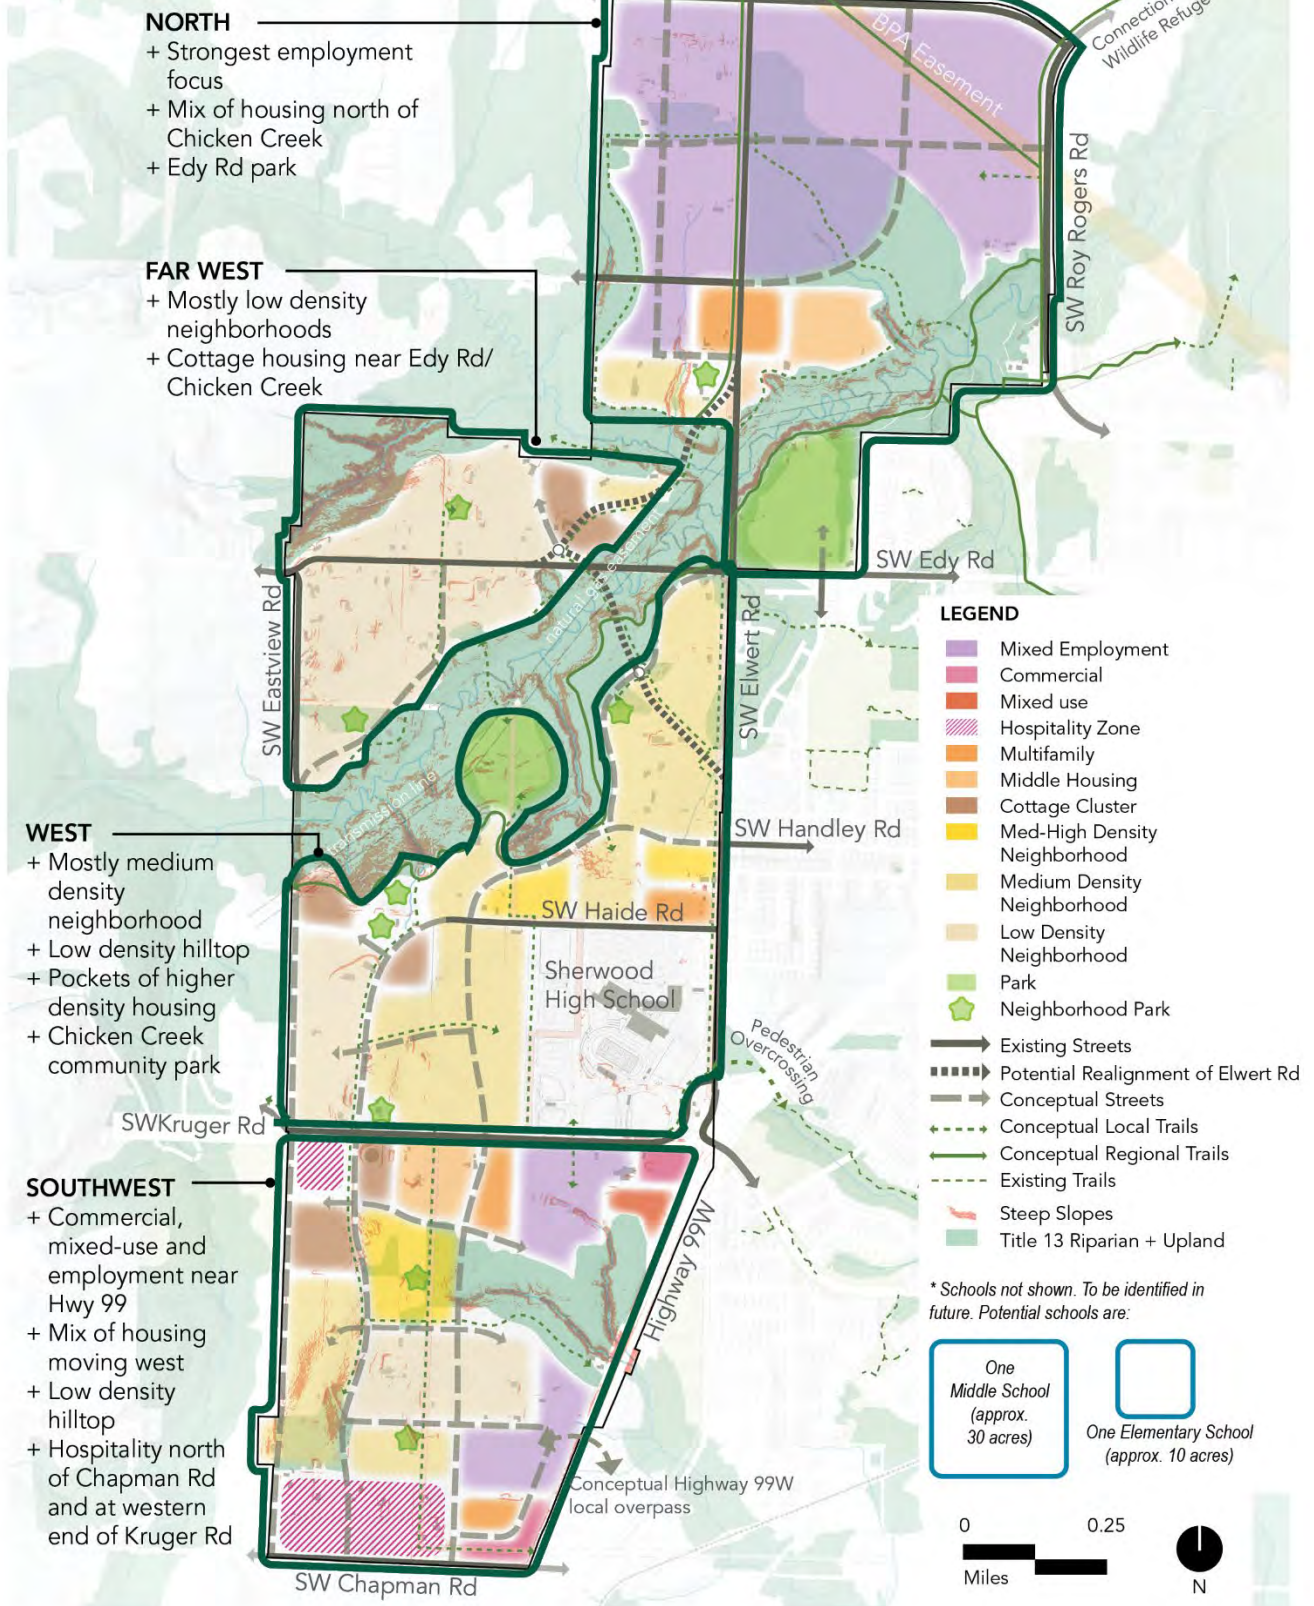 NORTH
+ Strongest employment
focus
+ Mix of housing north of
Chicken Creek
+ Edy Rd park
FAR WEST
+ Mostly low density
neighborhoods
+ Cottage housing near Edy Rd/
Chicken Creek
WEST
+ Mostly medium
density
neighborhood
+ Low density hilltop
+ Pockets of higher
density housing
+ Chicken Creek
community park
SOUTHWEST
+ Commercial,
mixed-use and
employment near
Hwy 99
+ Mix of housing
moving west
+ Low density
hilltop
+ Hospitality north
of Chapman Rd
and at western
end of Kruger Rd
BPA Easement
Connection
Wildlife Refuge
SW Roy Rogers Rd
SW Edy Rd
SW Eastview Rd
natural gas easement
SW Elwert Rd
transmission line
SW Handley Rd
SW Haide Rd
Sherwood
High School
Pedestrian
Overcrossing
SWKruger Rd
Highway 99W
Conceptual Highway 99W
local overpass
SW Chapman Rd
LEGEND
Mixed Employment
Commercial
Mixed use
Hospitality Zone
Multifamily
Middle Housing
Cottage Cluster
Med-High Density
Neighborhood
Medium Density
Neighborhood
Low Density
Neighborhood
Park
Neighborhood Park
Existing Streets
Potential Realignment of Elwert Rd
Conceptual Streets
Conceptual Local Trails
Conceptual Regional Trails
Existing Trails
Steep Slopes
Title 13 Riparian + Upland
* Schools not shown. To be identified in
future. Potential schools are:
One
Middle School
(approx.
30 acres)
One Elementary School
(approx. 10 acres)
0 0.25
Miles
N